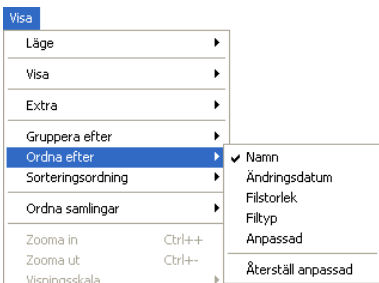 Visa
Läge
Visa
Extra
Gruppera efter
Ordna efter
Sorteringsordning
Ordna samlingar
Zooma in Ctrl++
Zooma ut Ctrl+-
Visningsskala
Namn
Ändringsdatum
Filstorlek
Filtyp
Anpassad
Återställ anpassad